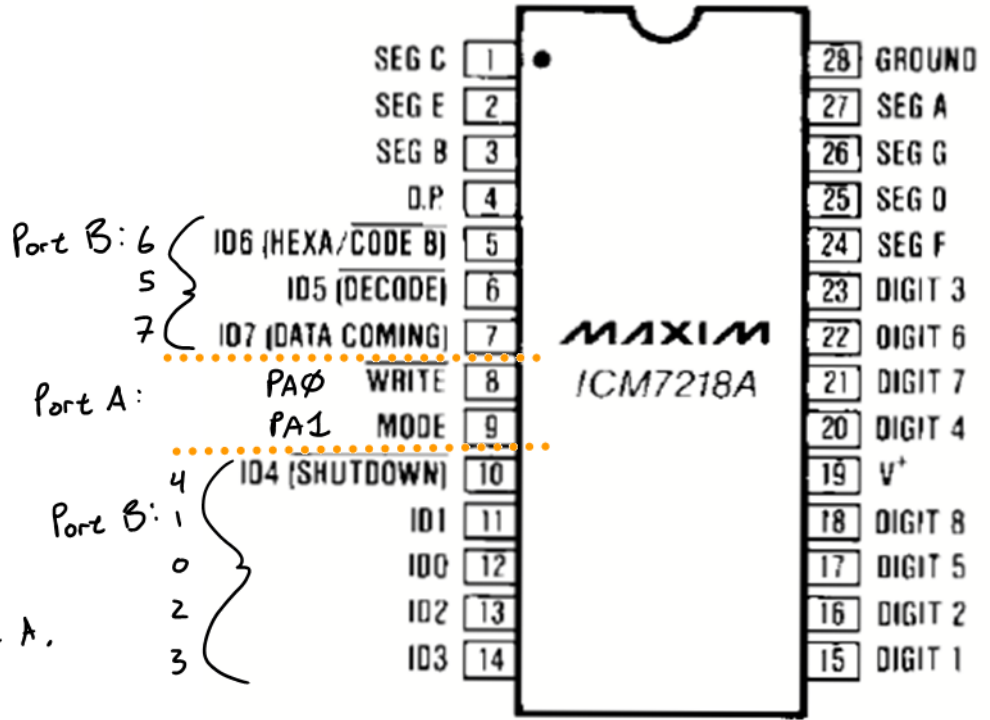 SEG C 1 28 GROUND
SEG E 2 27 SEG A
SEG B 3 26 SEG G
D.P. 4 25 SEG D
Port B: 6 ID6 (HEXA/CODE B) 5 24 SEG F
5 ID5 (DECODE) 6 23 DIGIT 3
7 ID7 (DATA COMING) 7 MAXIM 22 DIGIT 6
Port A: PA0 WRITE 8 ICM7218A 21 DIGIT 7
PA1 MODE 9 20 DIGIT 4
4 ID4 (SHUTDOWN) 10 19 V+
Port B: 1 ID1 11 18 DIGIT 8
0 ID0 12 17 DIGIT 5
2 ID2 13 16 DIGIT 2
A.
3 ID3 14 15 DIGIT 1